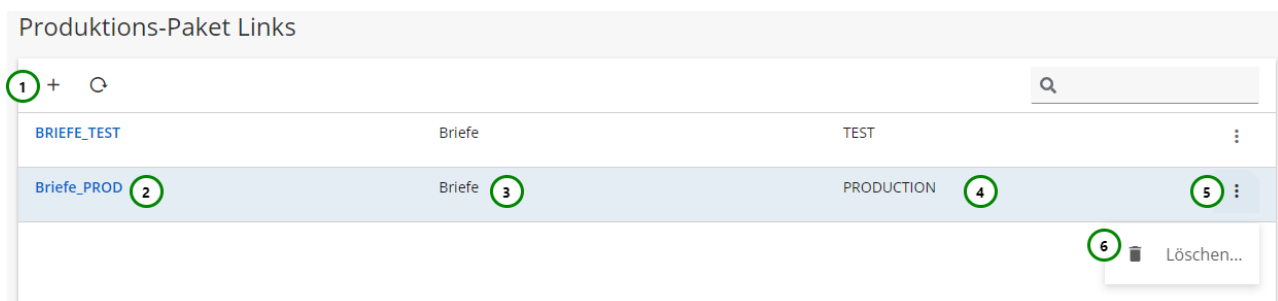 Produktions-Paket Links
1 +
BRIEFE_TEST Briefe TEST
Briefe_PROD 2 Briefe 3 PRODUCTION 4 5
6 Löschen...